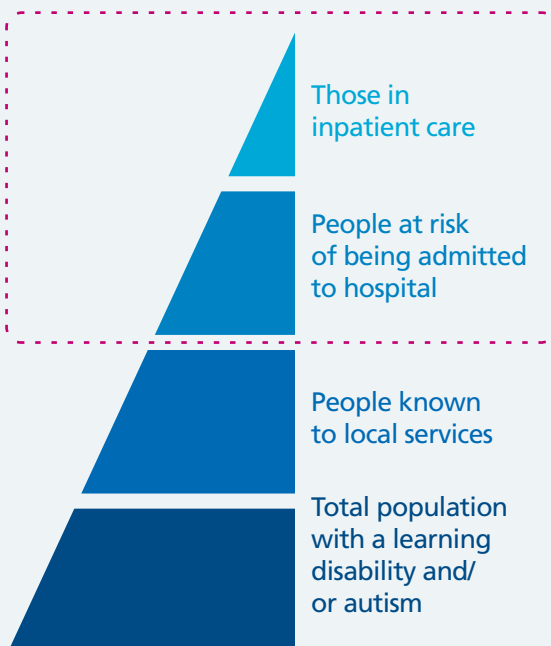 Those in
inpatient care
People at risk
of being admitted
to hospital
People known
to local services
Total population
with a learning
disability and/
or autism